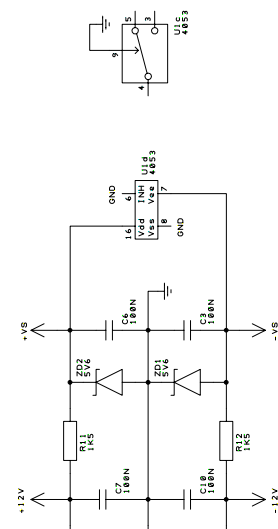 5
3
9
4
U1c
4053
U1d
4053
GND
6
INH
Vee
7
16
Vdd
Vss
8
GND
+VS
C6
100N
C3
100N
-VS
ZD2
5V6
ZD1
5V6
R11
1K5
R12
1K5
+12V
C7
100N
C10
100N
-12V